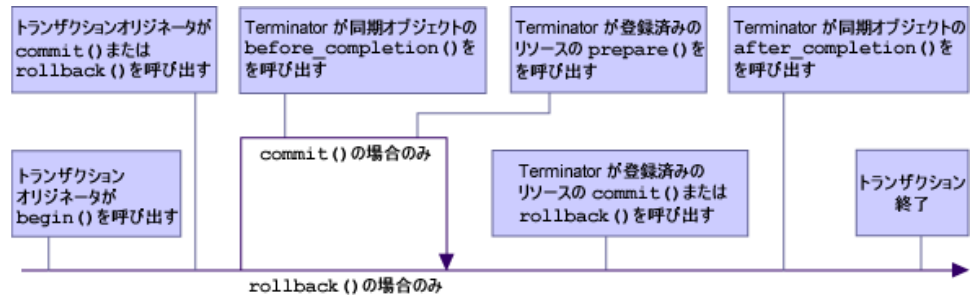 トランザクションオリジネータが
commit()または
rollback()を呼び出す
Terminator が同期オブジェクトの
before_completion()を
を呼び出す
Terminator が登録済みの
リソースの prepare()を
を呼び出す
Terminator が同期オブジェクトの
after_completion()を
を呼び出す
commit()の場合のみ
トランザクション
オリジネータが
begin()を呼び出す
Terminator が登録済みの
リソースの commit()または
rollback()を呼び出す
トランザクション
終了
rollback()の場合のみ